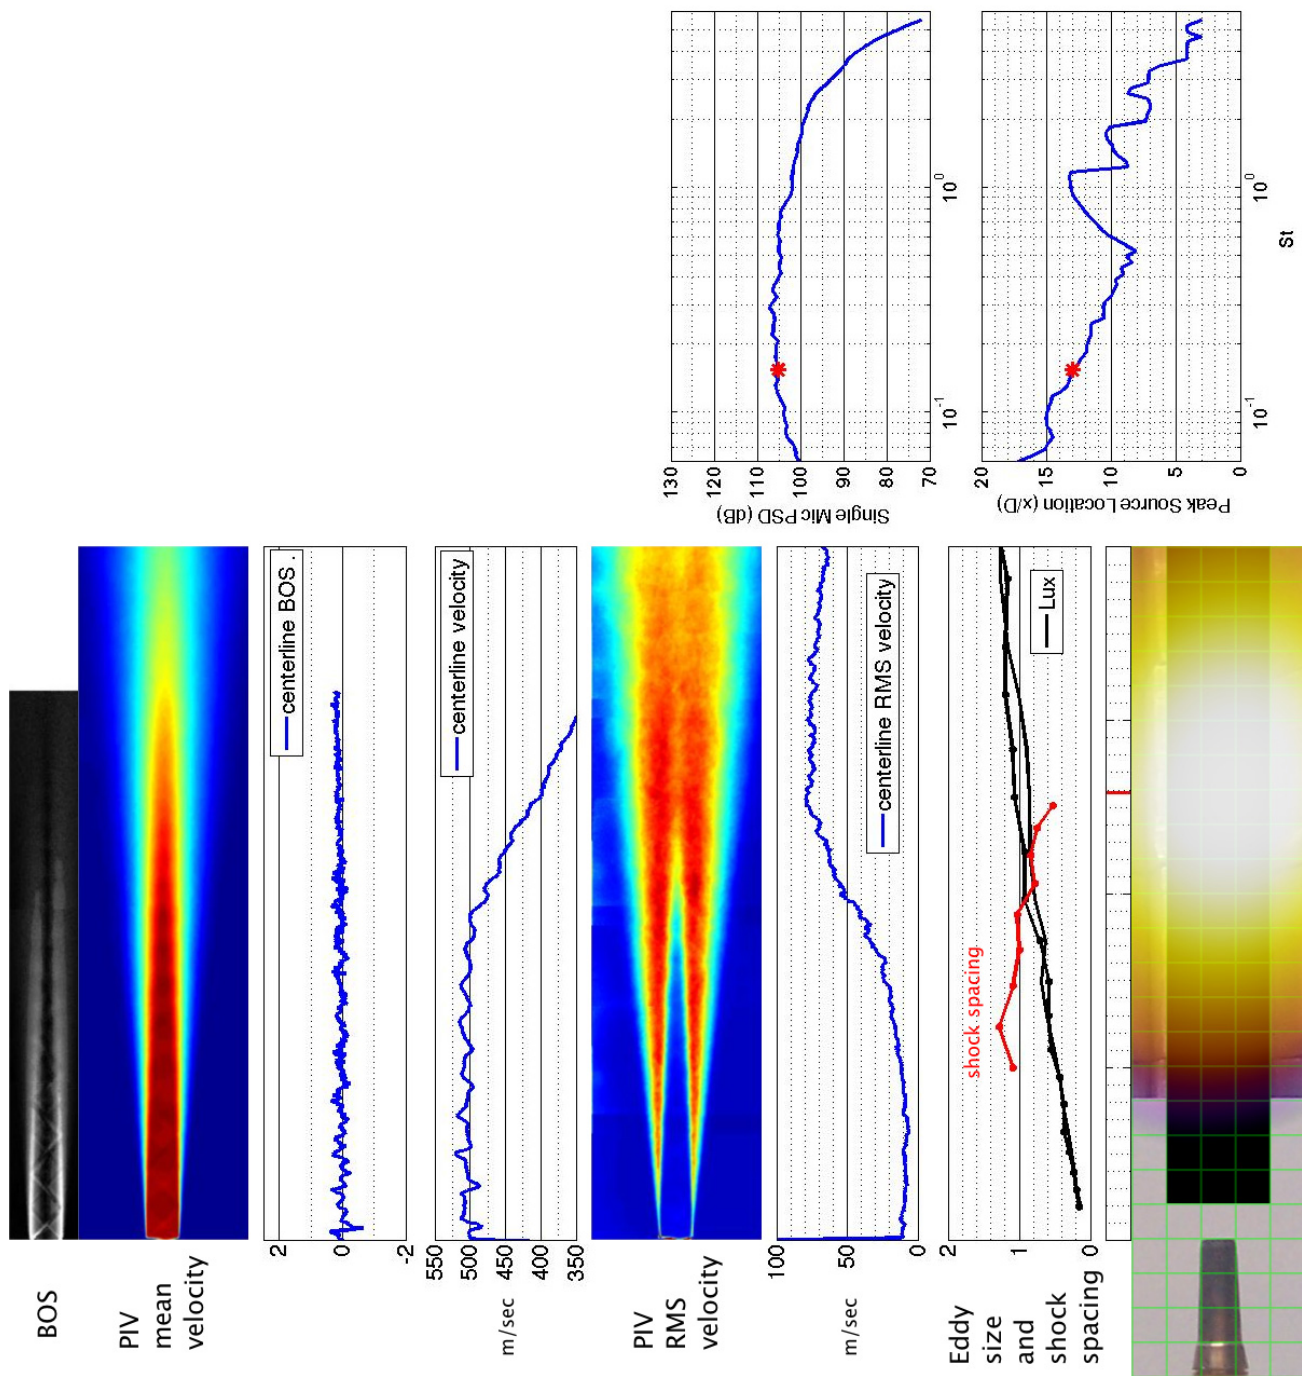 BOS
PIV
mean
velocity
centerline BOS.
2
0
-2
centerline velocity
m/sec
550
500
450
400
350
PIV
RMS
velocity
centerline RMS velocity
m/sec
100
50
0
Eddy
size
and
shock
spacing
shock spacing
Lux
2
1
0
Single Mic PSD (dB)
130
120
110
100
90
80
70
10⁻¹
10⁰
Peak Source Location (x/D)
20
15
10
5
0
10⁻¹
10⁰
St